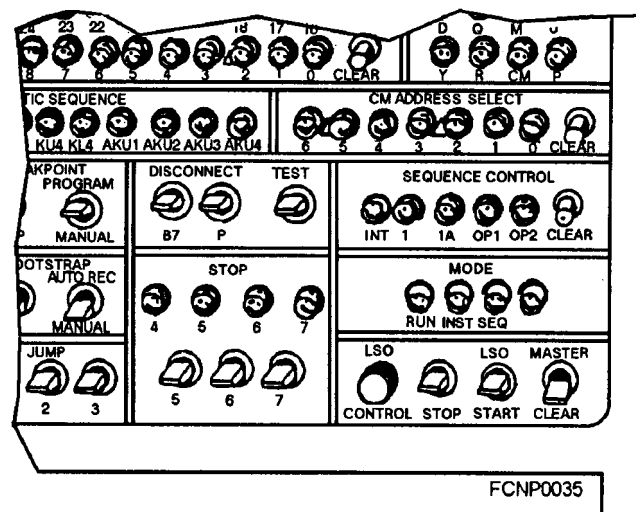 23 22 18 17 D Q M
8 7 6 5 4 3 2 1 0 CLEAR Y R CM P
TIC SEQUENCE CM ADDRESS SELECT
KU4 KL4 AKU1 AKU2 AKU3 AKU4 6 5 4 3 2 1 0 CLEAR
AKPOINT
PROGRAM DISCONNECT TEST SEQUENCE CONTROL
P MANUAL B7 P INT 1 1A OP1 OP2 CLEAR
OOTSTRAP
AUTO REC STOP MODE
MANUAL 4 5 6 7 RUN INST SEQ
JUMP LSO LSO MASTER
2 3 5 6 7 CONTROL STOP START CLEAR
FCNP0035